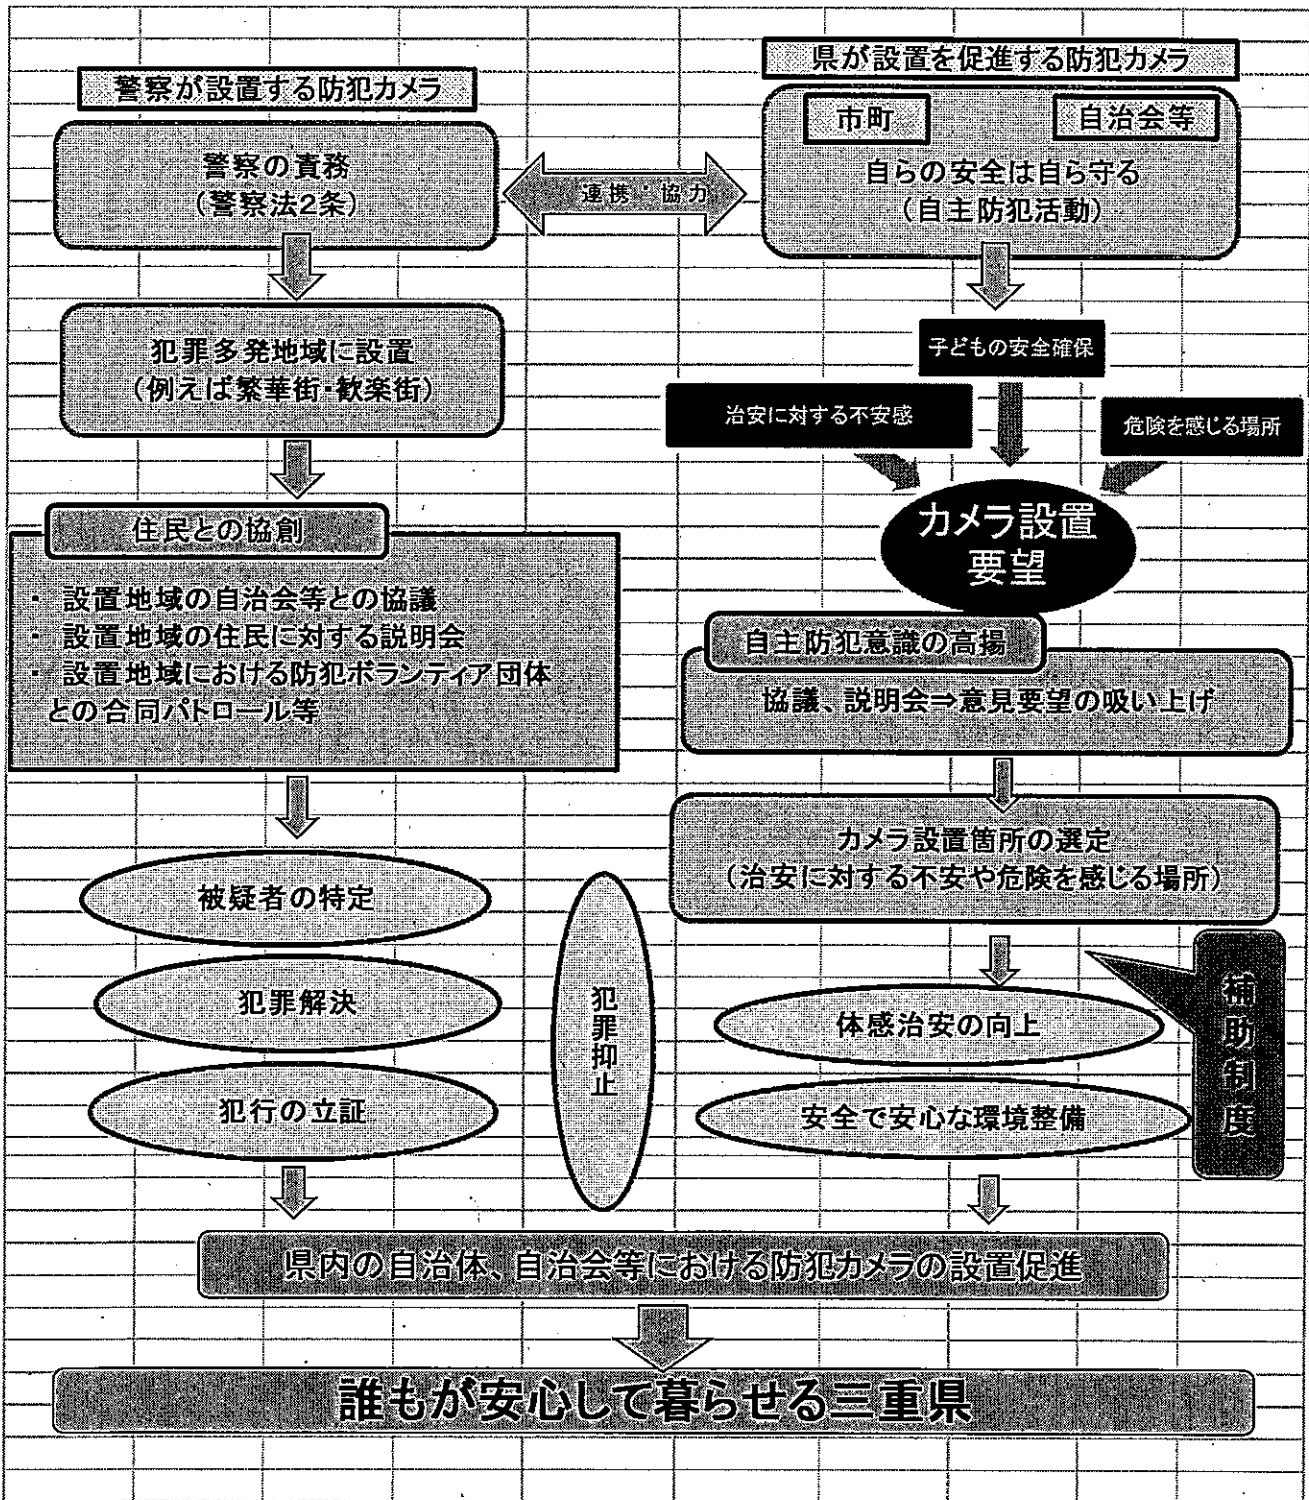 警察が設置する防犯カメラ
警察の責務
(警察法2条)
犯罪多発地域に設置
(例えば繁華街・歓楽街)
住民との協創
・ 設置地域の自治会等との協議
・ 設置地域の住民に対する説明会
・ 設置地域における防犯ボランティア団体
との合同パトロール等
被疑者の特定
犯罪解決
犯行の立証
連携・協力
犯罪抑止
県が設置を促進する防犯カメラ
市町
自治会等
自らの安全は自ら守る
(自主防犯活動)
子どもの安全確保
治安に対する不安感
危険を感じる場所
カメラ設置
要望
自主防犯意識の高揚
協議、説明会⇒意見要望の吸い上げ
カメラ設置箇所の選定
(治安に対する不安や危険を感じる場所)
補助制度
体感治安の向上
安全で安心な環境整備
県内の自治体、自治会等における防犯カメラの設置促進
誰もが安心して暮らせる三重県